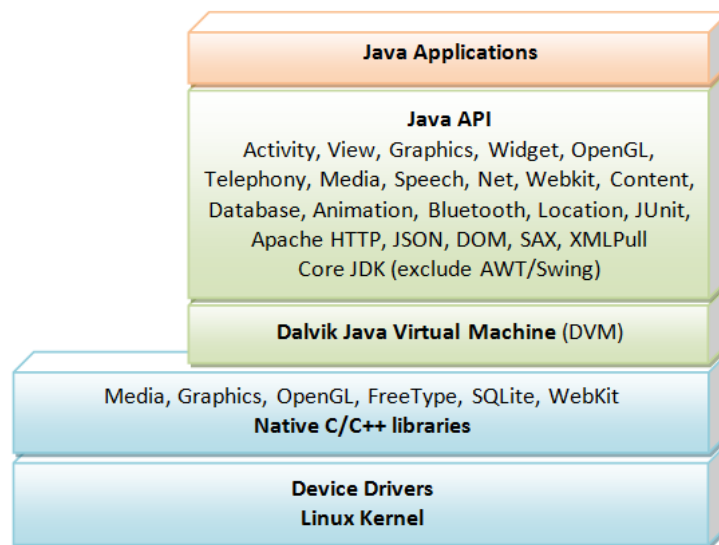 Java Applications
Java API
Activity, View, Graphics, Widget, OpenGL,
Telephony, Media, Speech, Net, Webkit, Content,
Database, Animation, Bluetooth, Location, JUnit,
Apache HTTP, JSON, DOM, SAX, XMLPull
Core JDK (exclude AWT/Swing)
Dalvik Java Virtual Machine (DVM)
Media, Graphics, OpenGL, FreeType, SQLite, WebKit
Native C/C++ libraries
Device Drivers
Linux Kernel